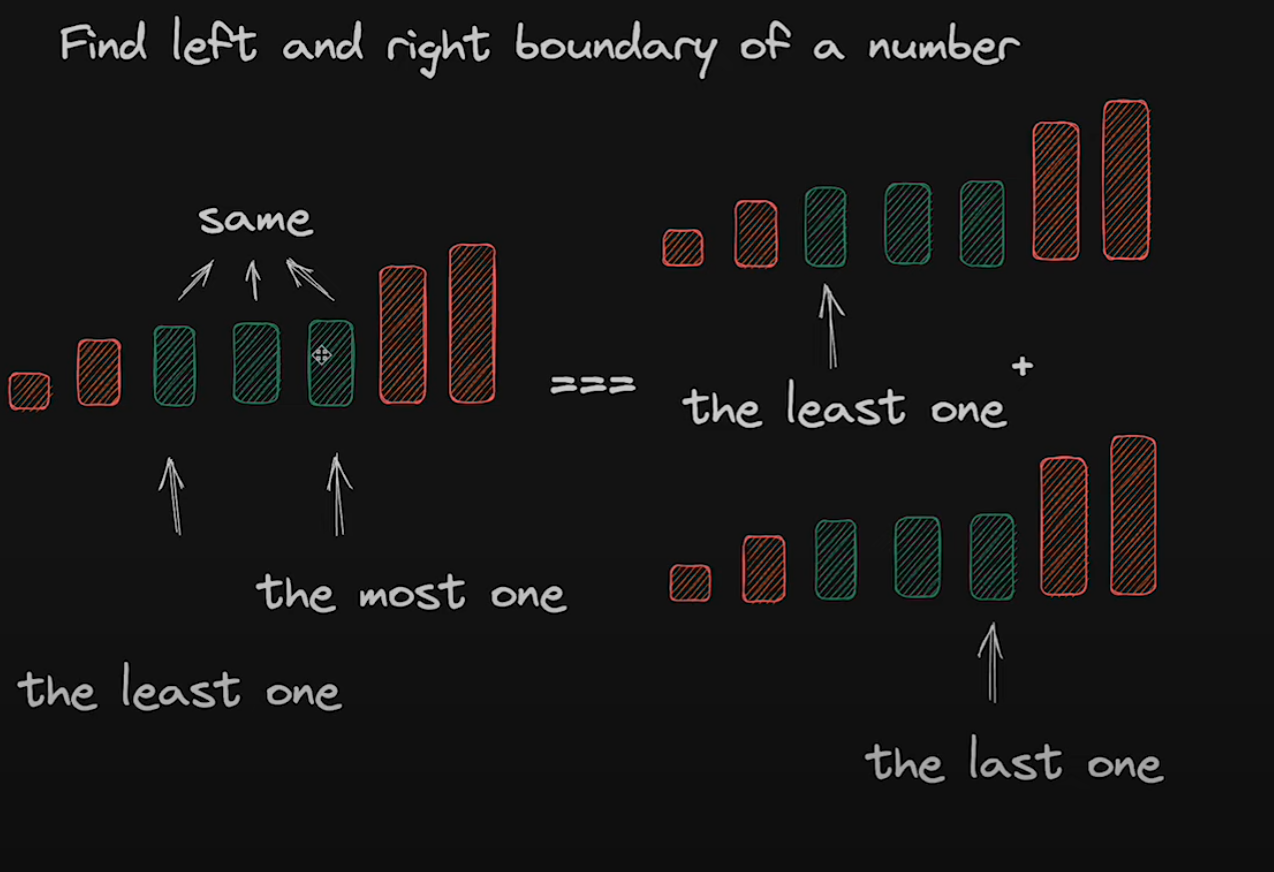 Find left and right boundary of a number
same
===
the least one
+
the most one
the least one
the last one